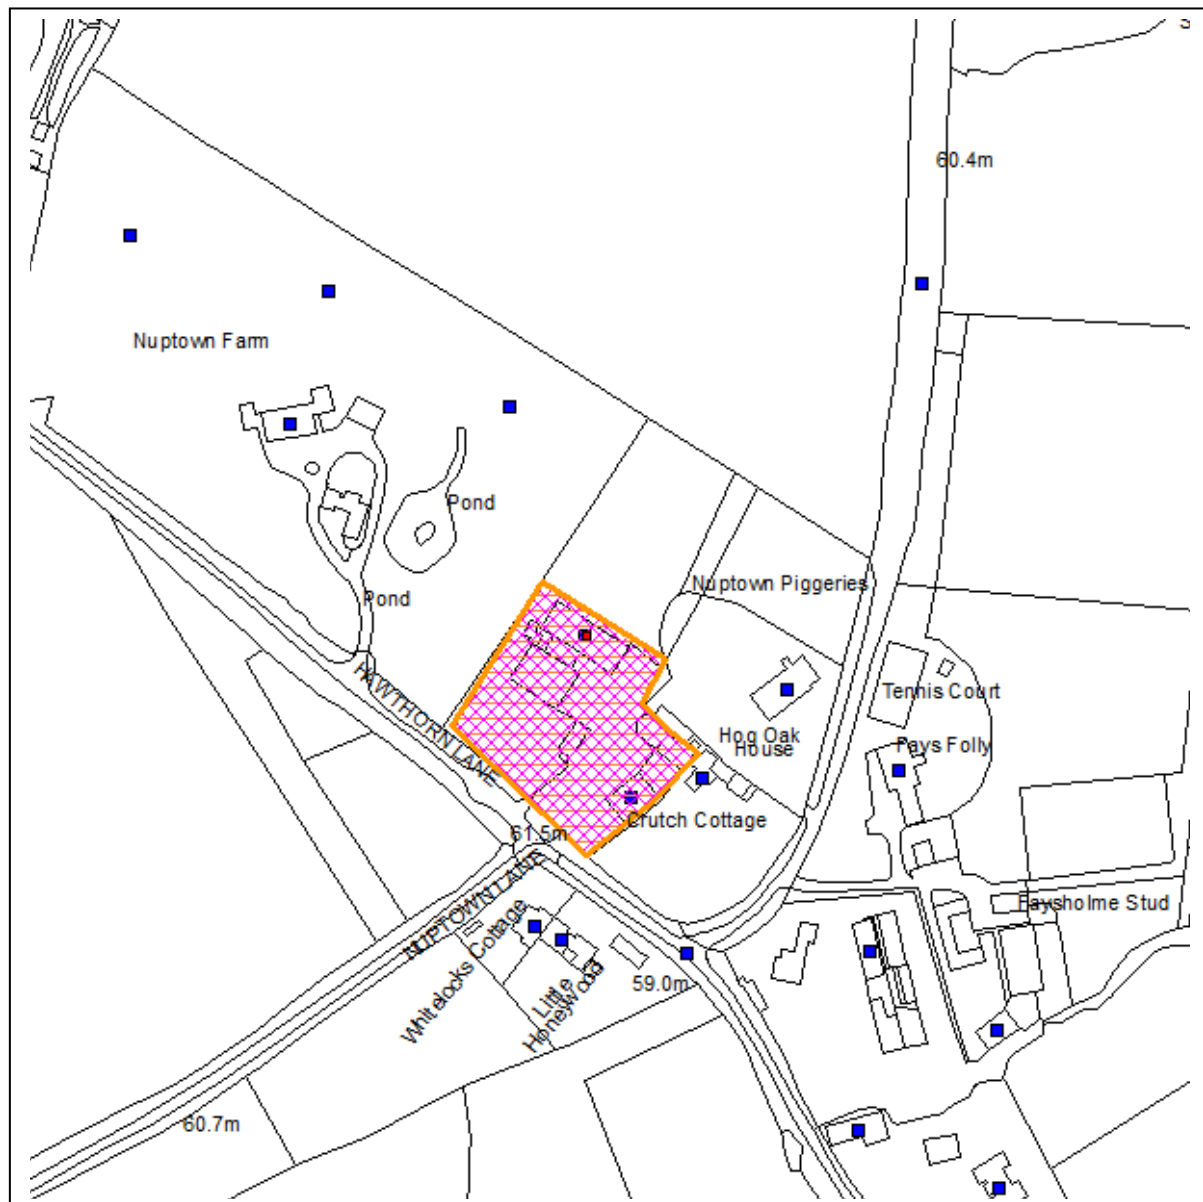 S
60.4m
Nuptown Farm
Pond
Nuptown Piggeries
Pond
HAWTHORN LANE
Tennis Court
Hog Oak
House
Pays Folly
Crutch Cottage
61.5m
NUPTOWN LANE
Whitelocks Cottage
Little
Honeywood
59.0m
Faysholme Stud
60.7m